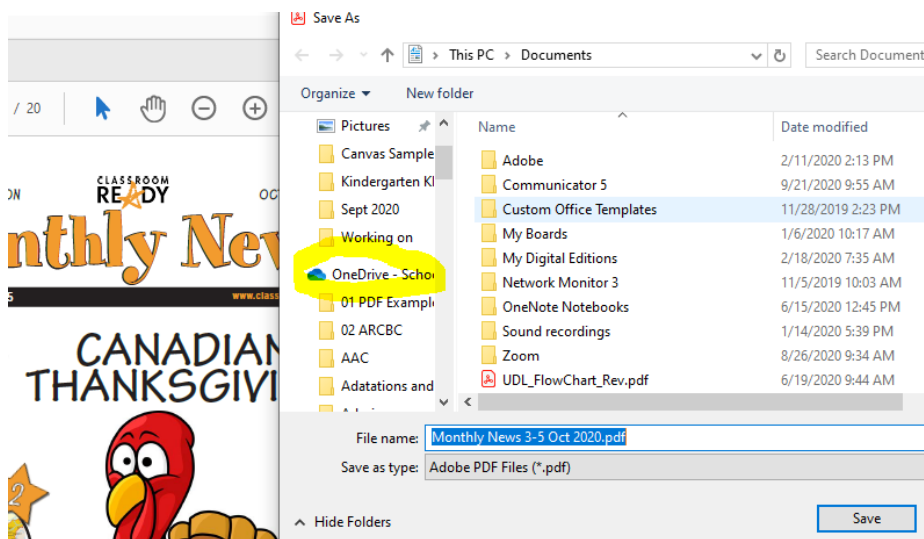 Save As
This PC > Documents
Search Document
Organize
New folder
/ 20
Pictures
Canvas Sample
Kindergarten
Sept 2020
Working on
OneDrive - Schoo
01 PDF Example
02 ARCBC
AAC
Adatations and
Name
Date modified
Adobe 2/11/2020 2:13 PM
Communicator 5 9/21/2020 9:55 AM
Custom Office Templates 11/28/2019 2:23 PM
My Boards 1/6/2020 10:17 AM
My Digital Editions 2/18/2020 7:35 AM
Network Monitor 3 11/5/2019 10:03 AM
OneNote Notebooks 6/15/2020 12:45 PM
Sound recordings 1/14/2020 5:39 PM
Zoom 8/26/2020 9:34 AM
UDL_FlowChart_Rev.pdf 6/19/2020 9:44 AM
File name: Monthly News 3-5 Oct 2020.pdf
Save as type: Adobe PDF Files (*.pdf)
Hide Folders
Save
ON
CLASSROOM
READY
OC
nthly New
5
www.class
CANADIAN
THANKSGIVI
2